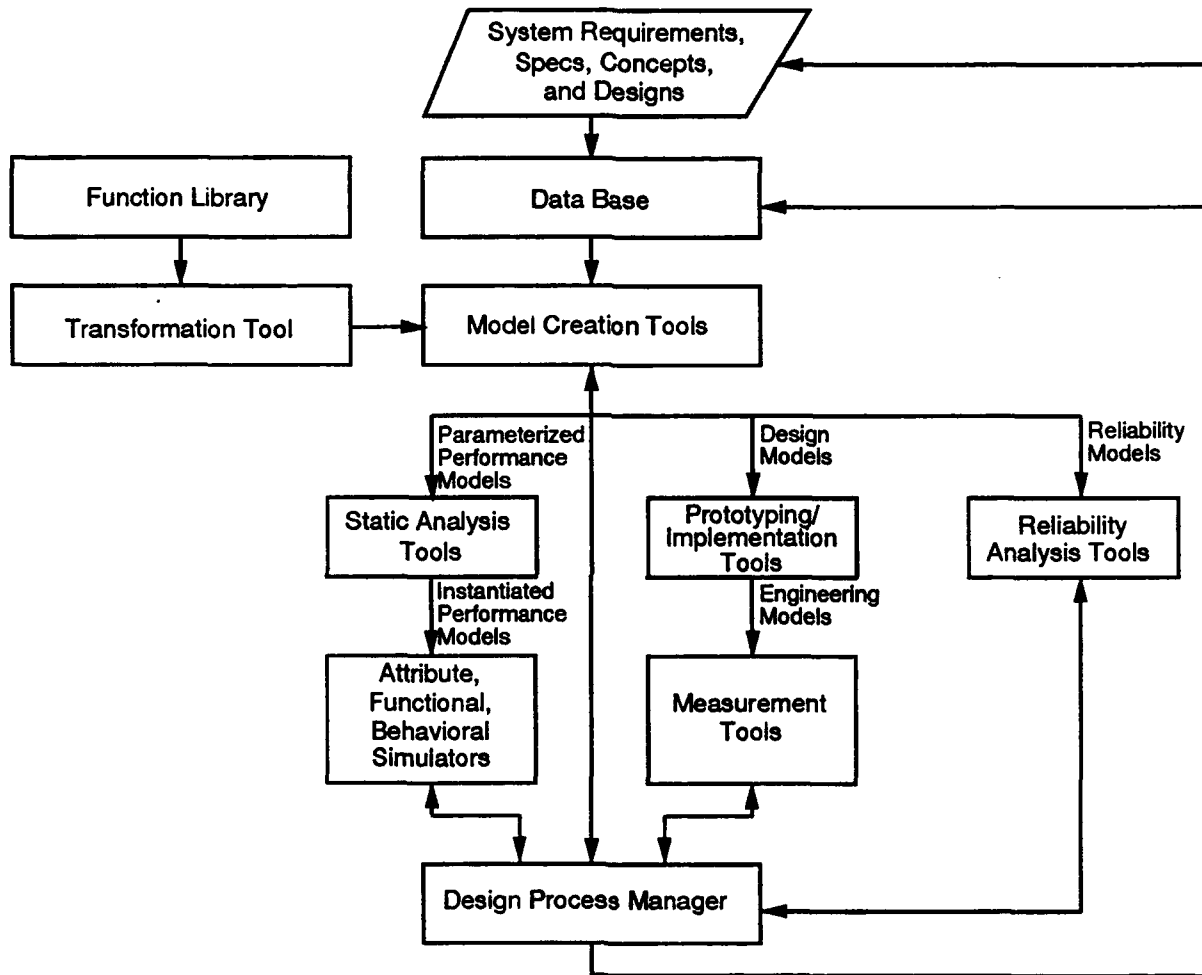 System Requirements,
Specs, Concepts,
and Designs
Function Library
Data Base
Transformation Tool
Model Creation Tools
Parameterized
Performance
Models
Design
Models
Reliability
Models
Static Analysis
Tools
Prototyping/
Implementation
Tools
Reliability
Analysis Tools
Instantiated
Performance
Models
Engineering
Models
Attribute,
Functional,
Behavioral
Simulators
Measurement
Tools
Design Process Manager